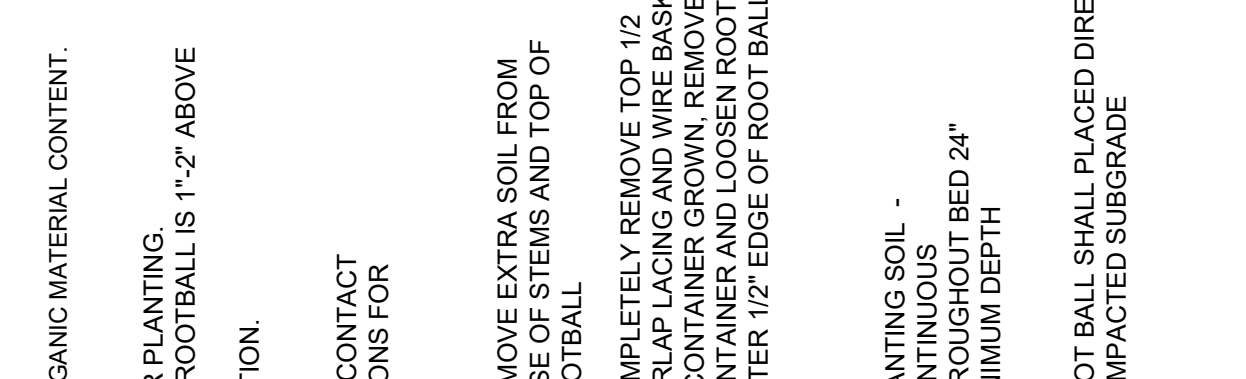 GANIC MATERIAL CONTENT.
R PLANTING.
ROOTBALL IS 1"-2" ABOVE
TION.
CONTACT
ONS FOR
MOVE EXTRA SOIL FROM
SE OF STEMS AND TOP OF
OTBALL
MPLETELY REMOVE TOP 1/2
RLAP LACING AND WIRE BASK
CONTAINER GROWN, REMOVE
NTAINER AND LOOSEN ROOT
TER 1/2" EDGE OF ROOT BALL
ANTING SOIL -
NTINUOUS
ROUGHOUT BED 24"
NIMUM DEPTH
OT BALL SHALL PLACED DIRE
MPACTED SUBGRADE